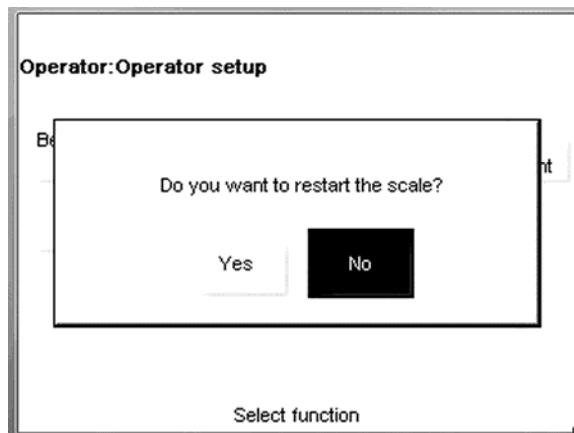 Operator:Operator setup
Do you want to restart the scale?
Yes No
Select function